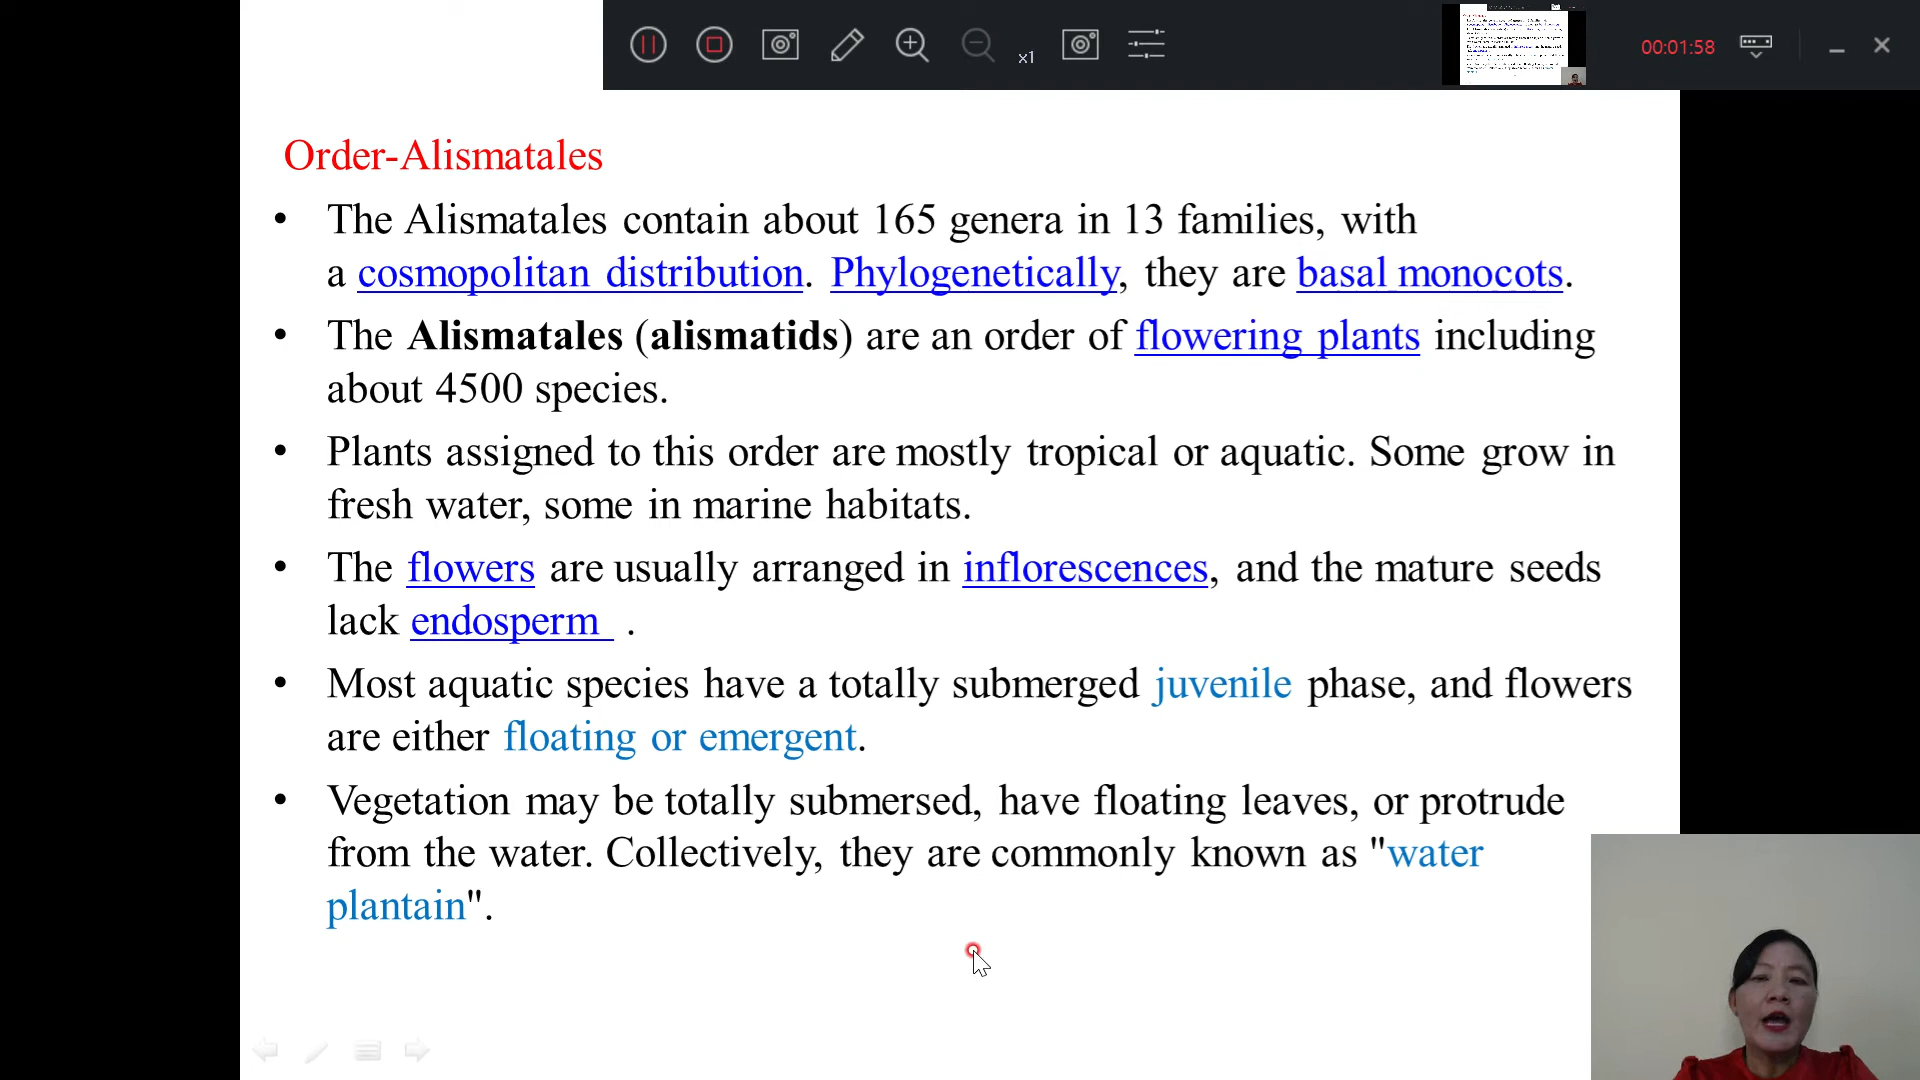 x1
00:01:58
Order-Alismatales
• The Alismatales contain about 165 genera in 13 families, with
a cosmopolitan distribution. Phylogenetically, they are basal monocots.
• The Alismatales (alismatids) are an order of flowering plants including
about 4500 species.
• Plants assigned to this order are mostly tropical or aquatic. Some grow in
fresh water, some in marine habitats.
• The flowers are usually arranged in inflorescences, and the mature seeds
lack endosperm .
• Most aquatic species have a totally submerged juvenile phase, and flowers
are either floating or emergent.
• Vegetation may be totally submersed, have floating leaves, or protrude
from the water. Collectively, they are commonly known as "water
plantain".